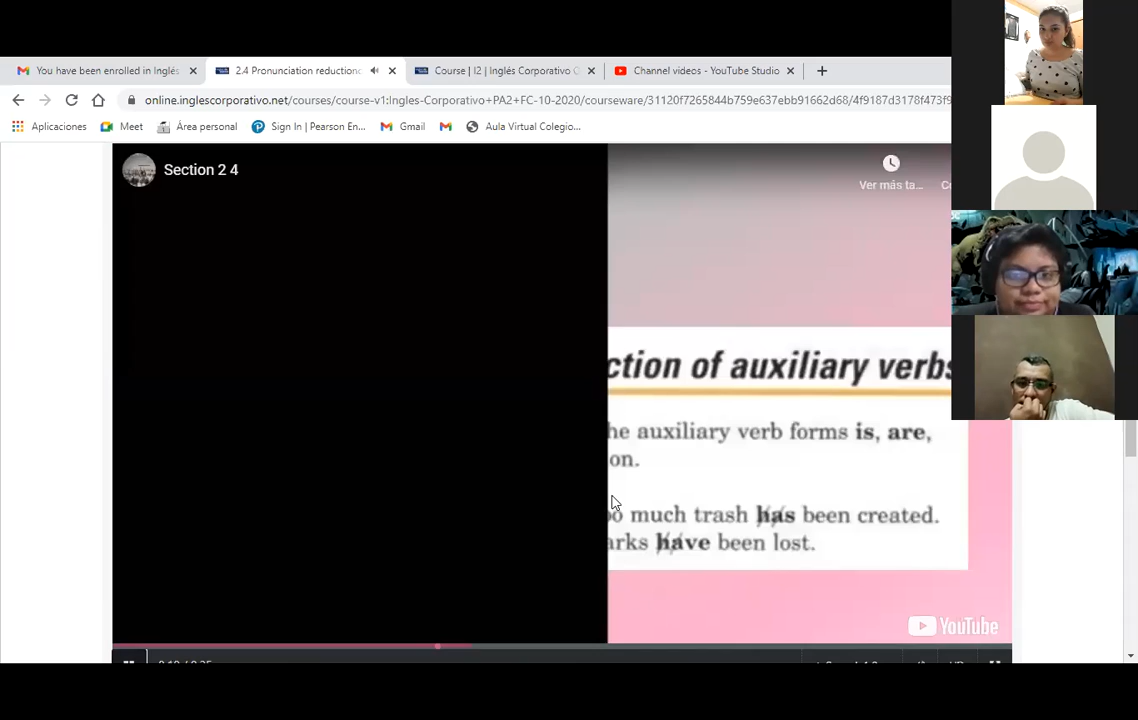 You have been enrolled in Inglés
2.4 Pronunciation reduction
Course | I2 | Inglés Corporativo O
Channel videos - YouTube Studio
online.inglescorporativo.net/courses/course-v1:Ingles-Corporativo+PA2+FC-10-2020/courseware/31120f7265844b759e637ebb91662d68/4f9187d3178f473f9
Aplicaciones
Meet
Área personal
Sign In | Pearson En...
Gmail
Aula Virtual Colegio...
Section 2 4
Ver más ta...
ction of auxiliary verbs
he auxiliary verb forms is, are,
on.
oo much trash has been created.
arks have been lost.
YouTube